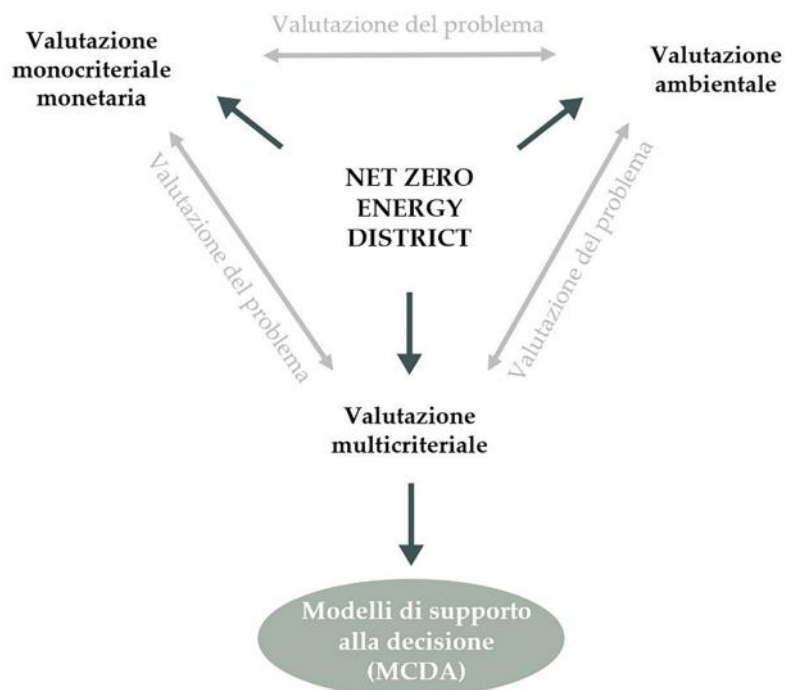 Valutazione del problema
Valutazione
monocriteriale
monetaria
Valutazione
ambientale
NET ZERO
ENERGY
DISTRICT
Valutazione del problema
Valutazione del problema
Valutazione
multicriteriale
Modelli di supporto
alla decisione
(MCDA)